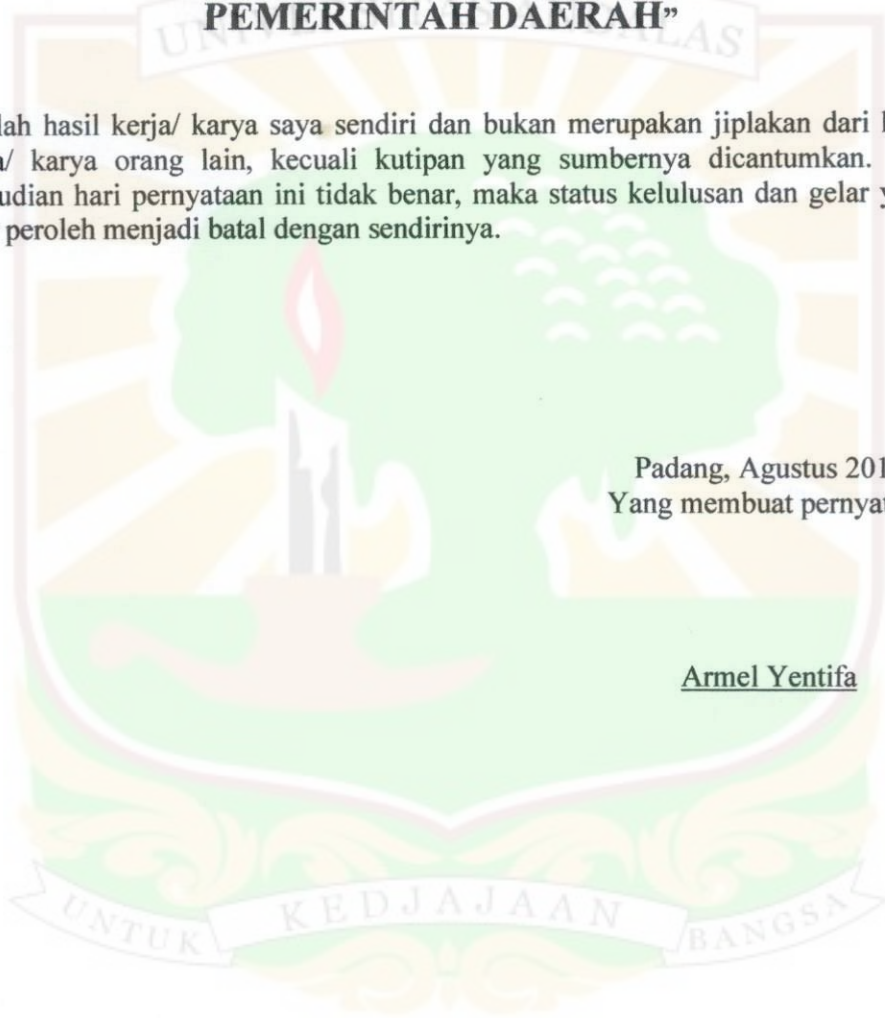 PEMERINTAH DAERAH”
UNIVERSITAS ANDALAS
lah hasil kerja/ karya saya sendiri dan bukan merupakan jiplakan dari
/ karya orang lain, kecuali kutipan yang sumbernya dicantumkan.
udian hari pernyataan ini tidak benar, maka status kelulusan dan gelar
peroleh menjadi batal dengan sendirinya.
Padang, Agustus 201
Yang membuat pernya
Armel Yentifa
UNTUK KEDJAJAAN BANGSA